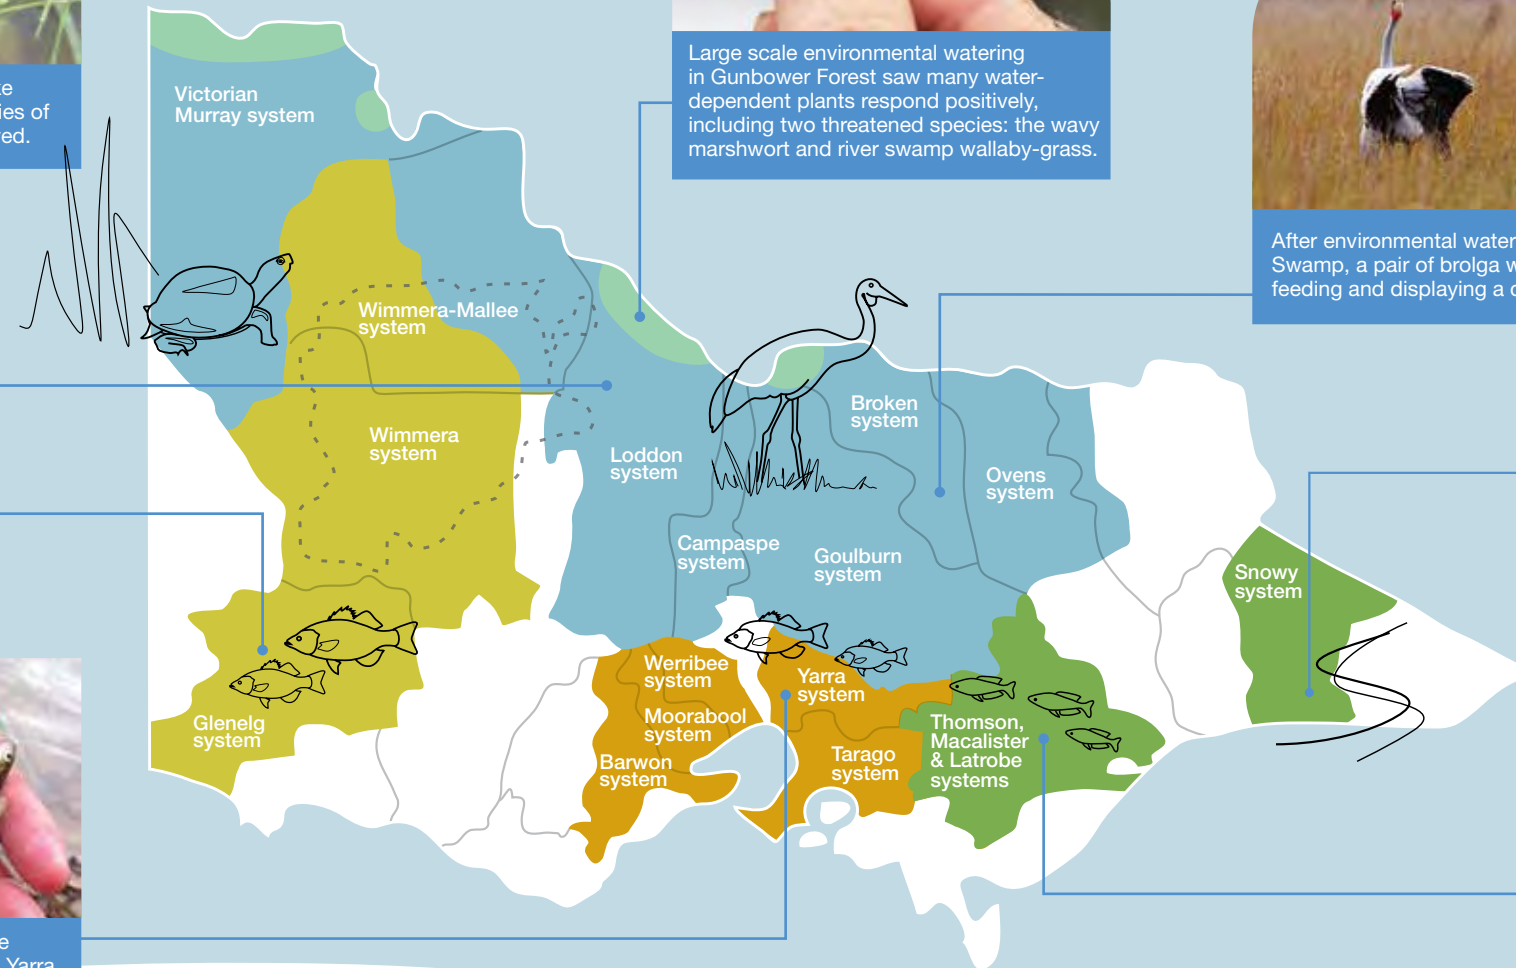 ies of
ed.
Victorian
Murray system
Large scale environmental watering
in Gunbower Forest saw many water-
dependent plants respond positively,
including two threatened species: the wavy
marshwort and river swamp wallaby-grass.
After environmental water
Swamp, a pair of brolga w
feeding and displaying a
Wimmera-Mallee
system
Wimmera
system
Loddon
system
Broken
system
Ovens
system
Campaspe
system
Goulburn
system
Snowy
system
Glenelg
system
Werribee
system
Moorabool
system
Barwon
system
Yarra
system
Tarago
system
Thomson,
Macalister
& Latrobe
systems
e
Yarra